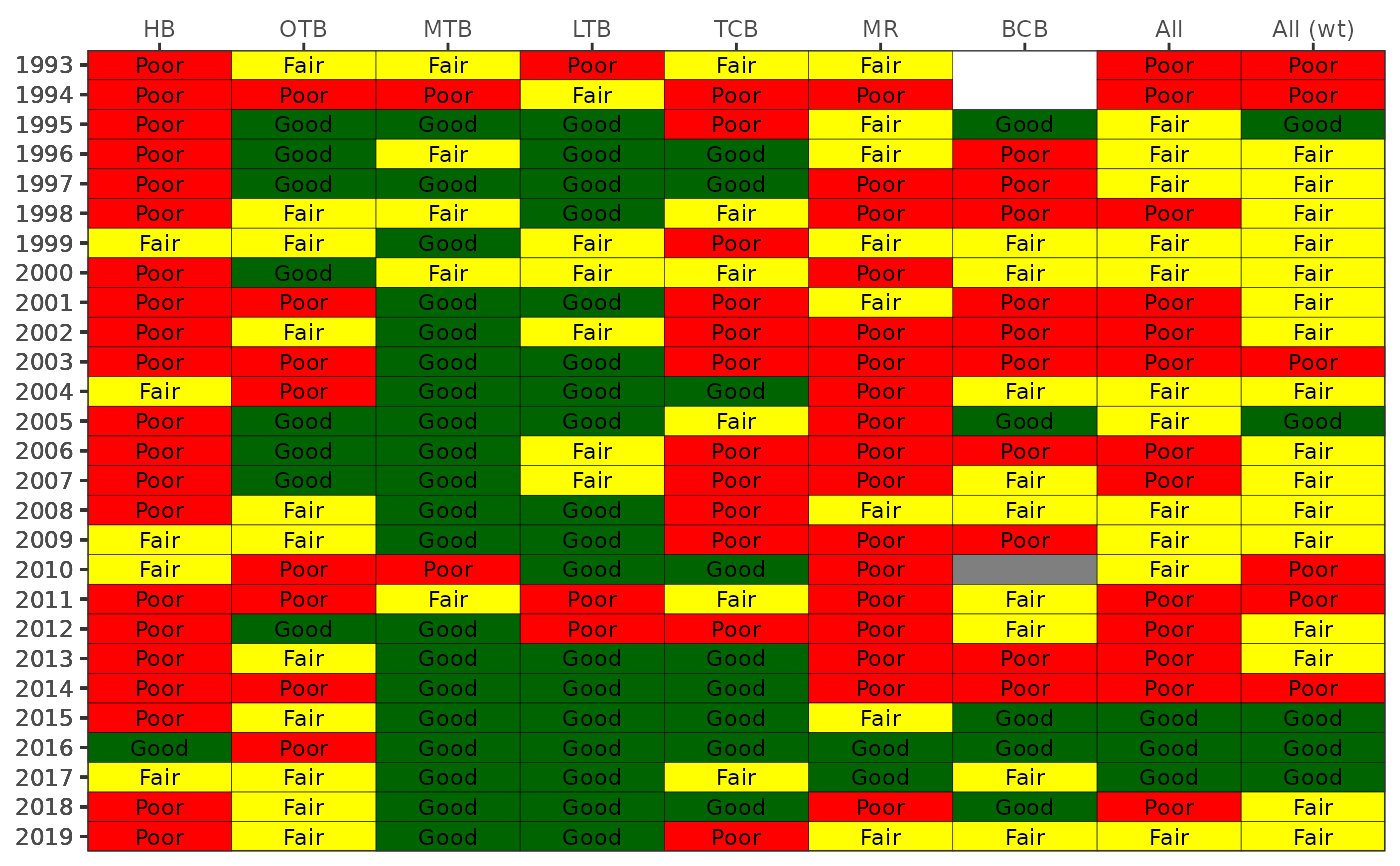 HB OTB MTB LTB TCB MR BCB All All (wt)
1993 Poor Fair Fair Poor Fair Fair Poor Poor
1994 Poor Poor Poor Fair Poor Poor Poor Poor
1995 Poor Good Good Good Poor Fair Good Fair Good
1996 Poor Good Fair Good Good Fair Poor Fair Fair
1997 Poor Good Good Good Good Poor Poor Fair Fair
1998 Poor Fair Fair Good Fair Poor Poor Poor Fair
1999 Fair Fair Good Fair Poor Fair Fair Fair Fair
2000 Poor Good Fair Fair Fair Poor Fair Fair Fair
2001 Poor Poor Good Good Poor Fair Poor Poor Fair
2002 Poor Fair Good Fair Poor Poor Poor Poor Fair
2003 Poor Poor Good Good Poor Poor Poor Poor Poor
2004 Fair Poor Good Good Good Poor Fair Fair Fair
2005 Poor Good Good Good Fair Poor Good Fair Good
2006 Poor Good Good Fair Poor Poor Poor Poor Fair
2007 Poor Good Good Fair Poor Poor Fair Poor Fair
2008 Poor Fair Good Good Poor Fair Fair Fair Fair
2009 Fair Fair Good Good Poor Poor Poor Fair Fair
2010 Fair Poor Poor Good Good Poor Fair Poor
2011 Poor Poor Fair Poor Fair Poor Fair Poor Poor
2012 Poor Good Good Poor Poor Poor Fair Poor Fair
2013 Poor Fair Good Good Good Poor Poor Poor Fair
2014 Poor Poor Good Good Good Poor Poor Poor Poor
2015 Poor Fair Good Good Good Fair Good Good Good
2016 Good Poor Good Good Good Good Good Good Good
2017 Fair Fair Good Good Fair Good Fair Good Good
2018 Poor Fair Good Good Good Poor Good Poor Fair
2019 Poor Fair Good Good Poor Fair Fair Fair Fair